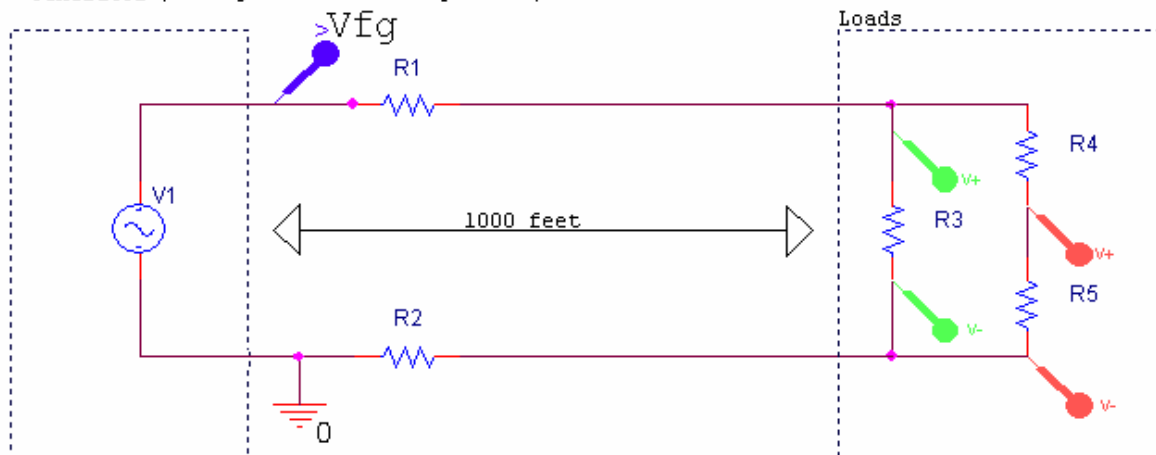 Loads
Vfg
R1
R4
V1
V+
1000 feet
R3
V+
R5
R2
V-
V-
0